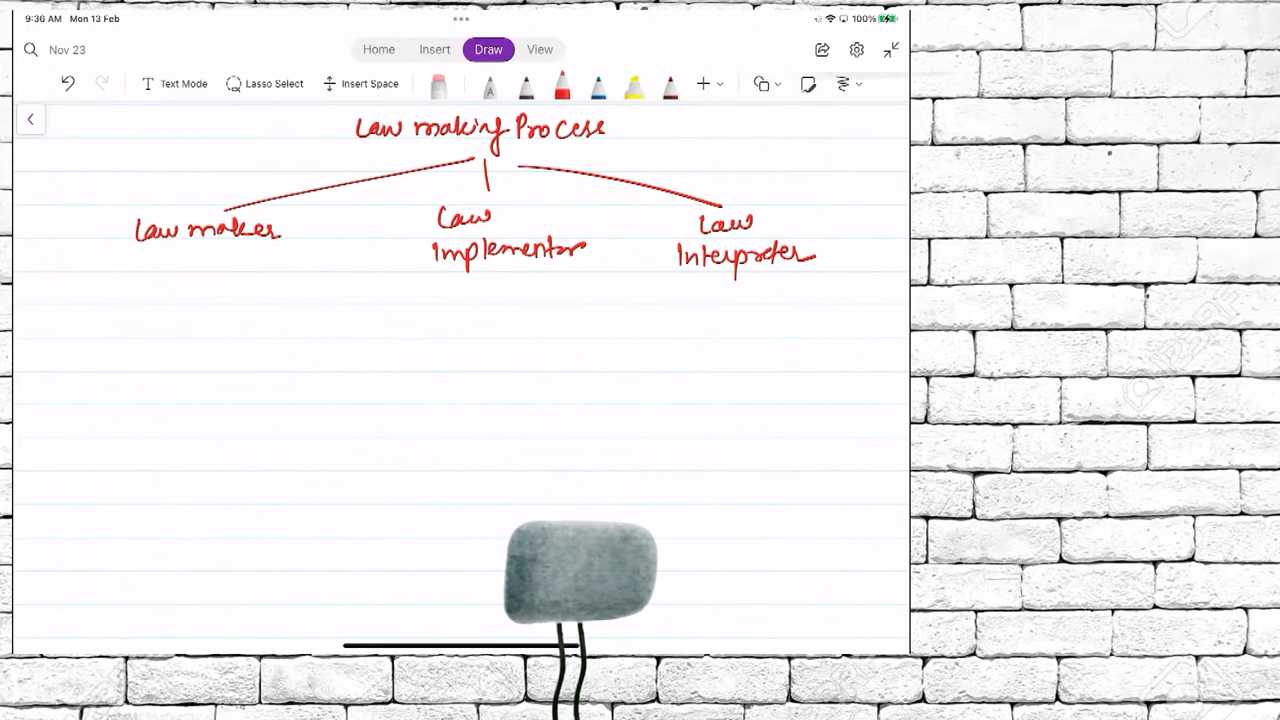 9:36 AM Mon 13 Feb
100%
Nov 23
Home Insert Draw View
Text Mode Lasso Select Insert Space
Law making Process
Law maker
Law
Implementor
Law
Interpreter
123RF